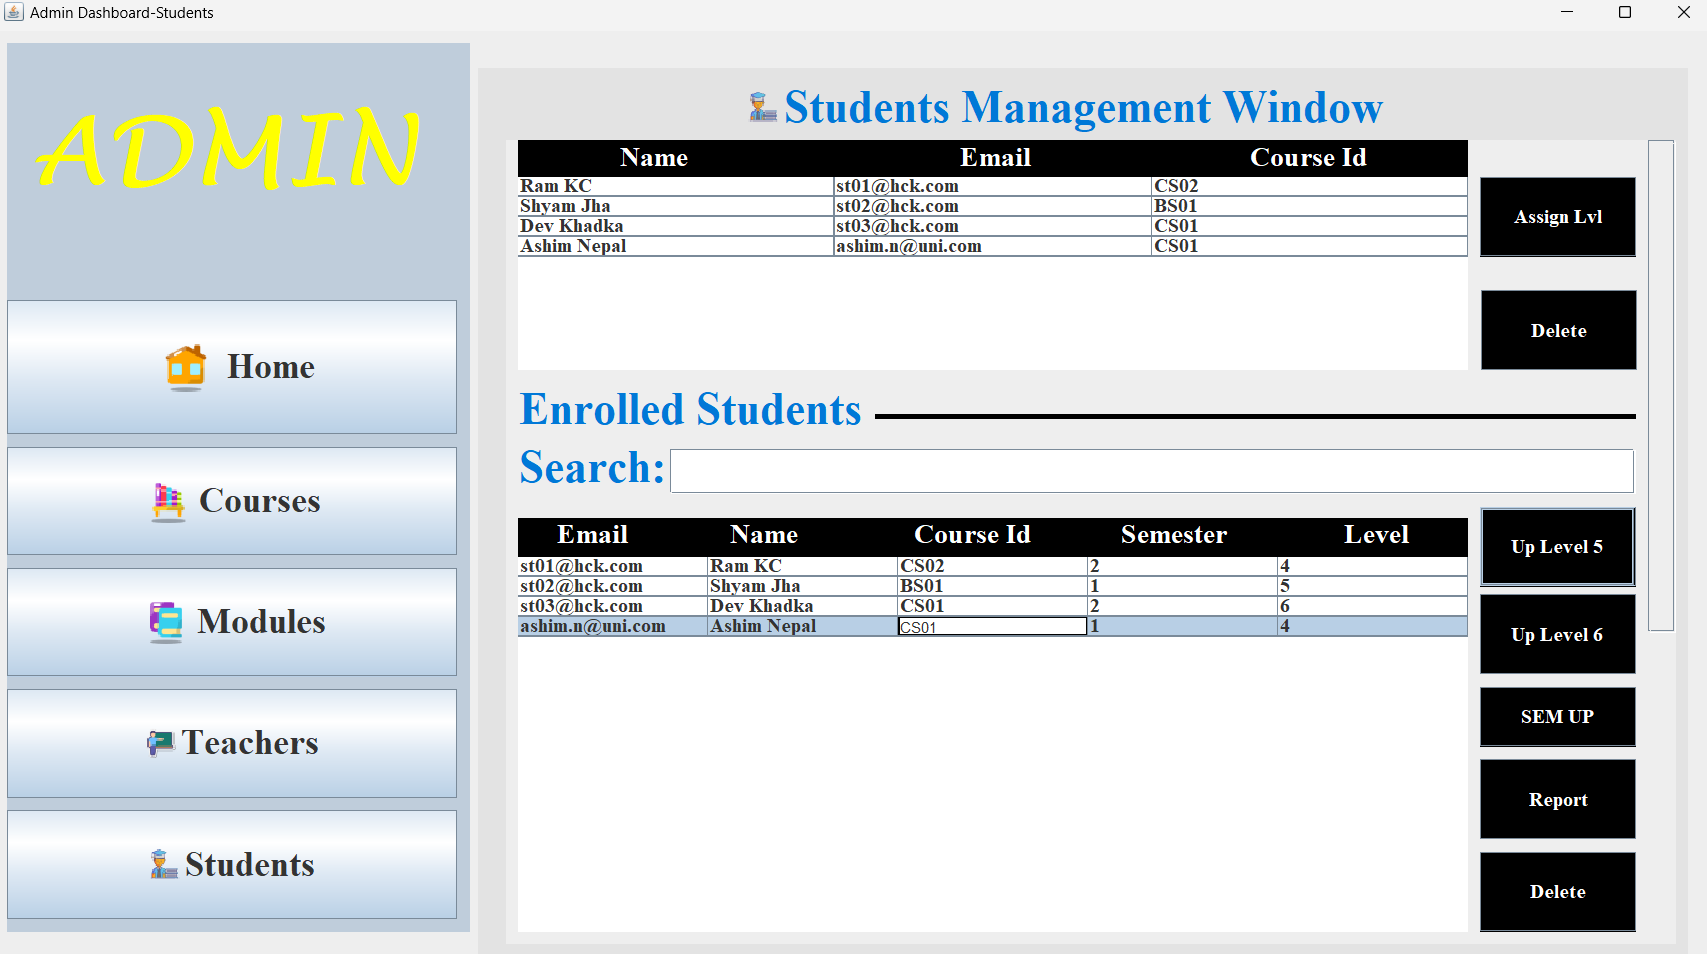 Admin Dashboard-Students
ADMIN
Home
Courses
Modules
Teachers
Students
Students Management Window
Name Email Course Id
Ram KC st01@hck.com CS02
Shyam Jha st02@hck.com BS01
Dev Khadka st03@hck.com CS01
Ashim Nepal ashim.n@uni.com CS01
Assign Lvl
Delete
Enrolled Students
Search:
Email Name Course Id Semester Level
st01@hck.com Ram KC CS02 2 4
st02@hck.com Shyam Jha BS01 1 5
st03@hck.com Dev Khadka CS01 2 6
ashim.n@uni.com Ashim Nepal CS01 1 4
Up Level 5
Up Level 6
SEM UP
Report
Delete